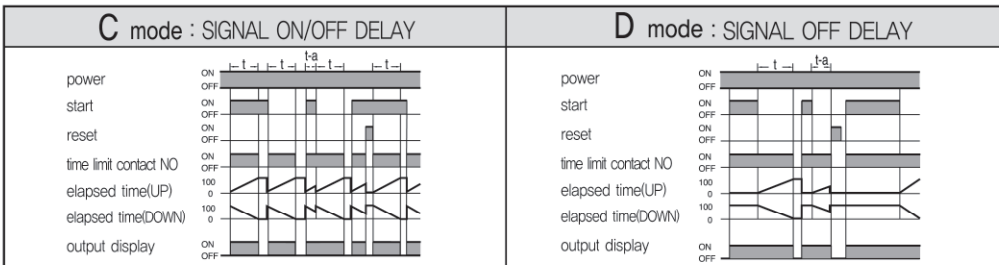 C mode : SIGNAL ON/OFF DELAY
t t t-a t t
power ON OFF
start ON OFF
reset ON OFF
time limit contact NO ON OFF
elapsed time(UP) 100 0
elapsed time(DOWN) 100 0
output display ON OFF
D mode : SIGNAL OFF DELAY
t t-a
power ON OFF
start ON OFF
reset ON OFF
time limit contact NO ON OFF
elapsed time(UP) 100 0
elapsed time(DOWN) 100 0
output display ON OFF